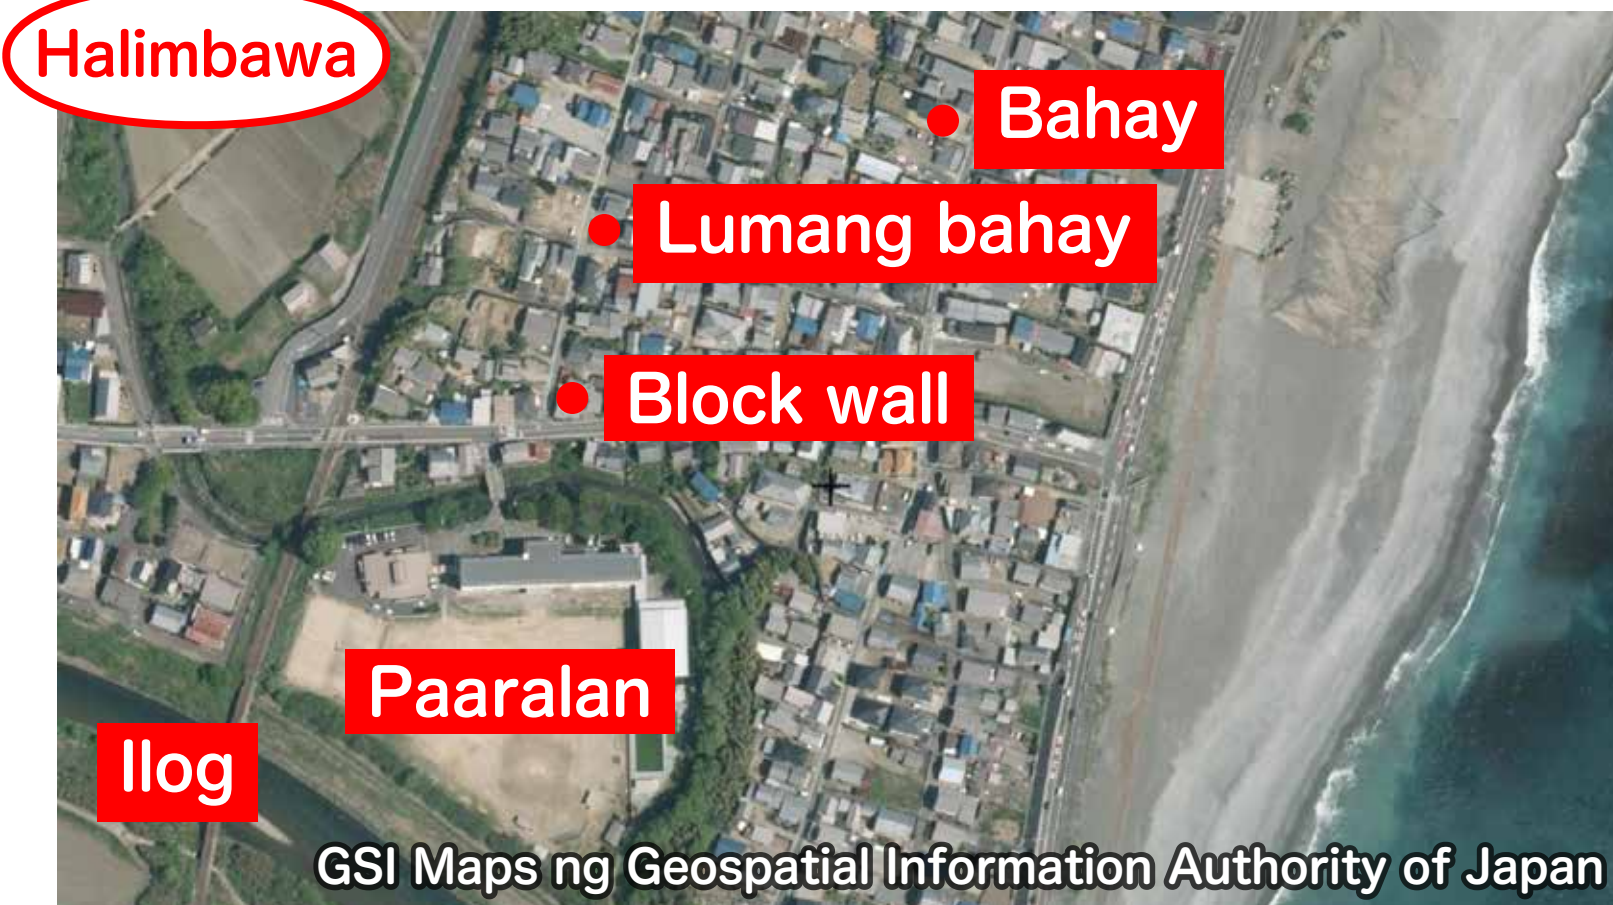 Halimbawa
Bahay
Lumang bahay
Block wall
Paaralan
Ilog
GSI Maps ng Geospatial Information Authority of Japan